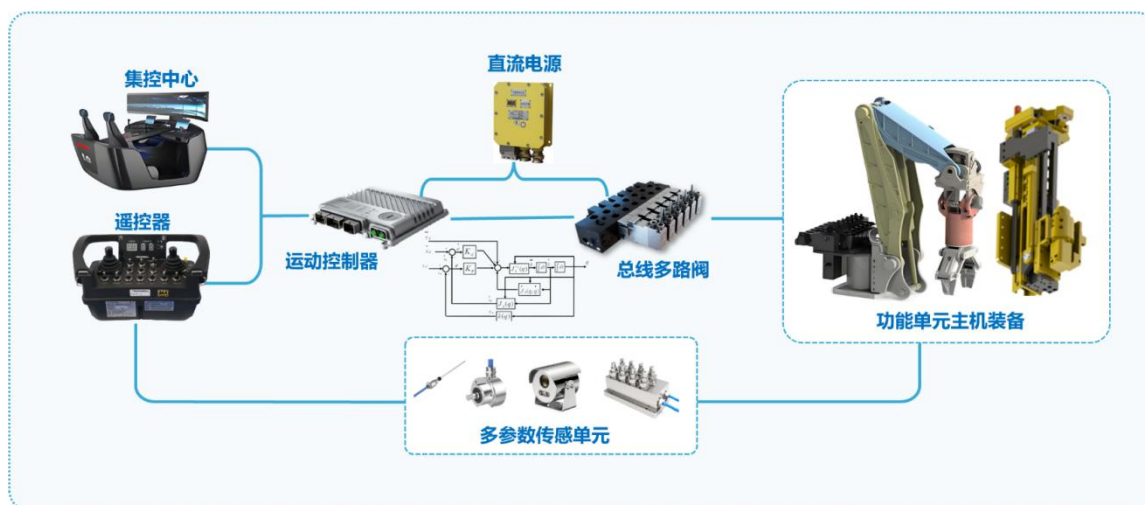 直流电源
集控中心
遥控器
运动控制器
总线多路阀
功能单元主机装备
多参数传感单元